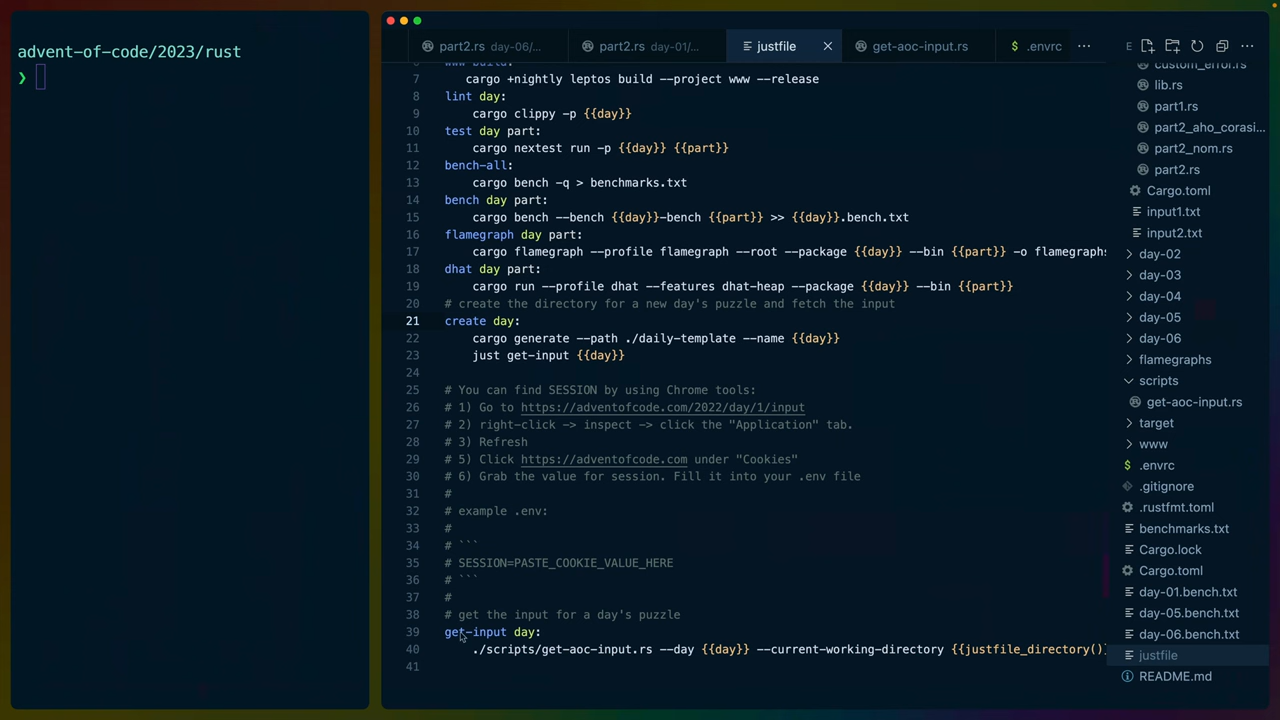 advent-of-code/2023/rust
❯
part2.rs day-06/...
part2.rs day-01/...
justfile
get-aoc-input.rs
$ .envrc
E
7 cargo +nightly leptos build --project www --release
8 lint day:
9 cargo clippy -p {{day}}
10 test day part:
11 cargo nextest run -p {{day}} {{part}}
12 bench-all:
13 cargo bench -q > benchmarks.txt
14 bench day part:
15 cargo bench --bench {{day}}-bench {{part}} >> {{day}}.bench.txt
16 flamegraph day part:
17 cargo flamegraph --profile flamegraph --root --package {{day}} --bin {{part}} -o flamegraphs
18 dhat day part:
19 cargo run --profile dhat --features dhat-heap --package {{day}} --bin {{part}}
20 # create the directory for a new day's puzzle and fetch the input
21 create day:
22 cargo generate --path ./daily-template --name {{day}}
23 just get-input {{day}}
24
25 # You can find SESSION by using Chrome tools:
26 # 1) Go to https://adventofcode.com/2022/day/1/input
27 # 2) right-click -> inspect -> click the "Application" tab.
28 # 3) Refresh
29 # 5) Click https://adventofcode.com under "Cookies"
30 # 6) Grab the value for session. Fill it into your .env file
31 #
32 # example .env:
33 #
34 # ```
35 # SESSION=PASTE_COOKIE_VALUE_HERE
36 # ```
37 #
38 # get the input for a day's puzzle
39 get-input day:
40 ./scripts/get-aoc-input.rs --day {{day}} --current-working-directory {{justfile_directory()
41
custom_error.rs
lib.rs
part1.rs
part2_aho_corasi...
part2_nom.rs
part2.rs
Cargo.toml
input1.txt
input2.txt
day-02
day-03
day-04
day-05
day-06
flamegraphs
scripts
get-aoc-input.rs
target
www
$ .envrc
.gitignore
.rustfmt.toml
benchmarks.txt
Cargo.lock
Cargo.toml
day-01.bench.txt
day-05.bench.txt
day-06.bench.txt
justfile
README.md